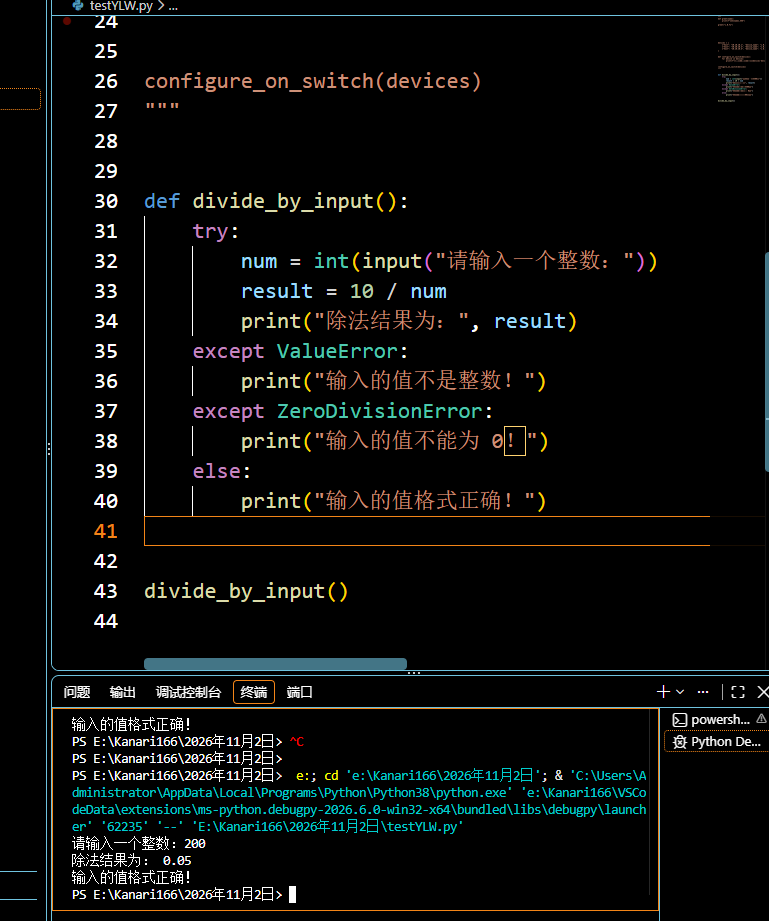 testYLW.py > ...
24
25
26 configure_on_switch(devices)
27 """
28
29
30 def divide_by_input():
31 try:
32 num = int(input("请输入一个整数："))
33 result = 10 / num
34 print("除法结果为：", result)
35 except ValueError:
36 print("输入的值不是整数！")
37 except ZeroDivisionError:
38 print("输入的值不能为 0！")
39 else:
40 print("输入的值格式正确！")
41
42
43 divide_by_input()
44
问题 输出 调试控制台 终端 端口
输入的值格式正确！
PS E:\Kanari166\2026年11月2日> ^C
PS E:\Kanari166\2026年11月2日>
PS E:\Kanari166\2026年11月2日>  e:; cd 'e:\Kanari166\2026年11月2日'; & 'C:\Users\A
dministrator\AppData\Local\Programs\Python\Python38\python.exe' 'e:\Kanari166\VSCo
deData\extensions\ms-python.debugpy-2026.6.0-win32-x64\bundled\libs\debugpy\launch
er' '62235' '--' 'E:\Kanari166\2026年11月2日\testYLW.py'
请输入一个整数：200
除法结果为： 0.05
输入的值格式正确！
PS E:\Kanari166\2026年11月2日>
powersh...
Python De...